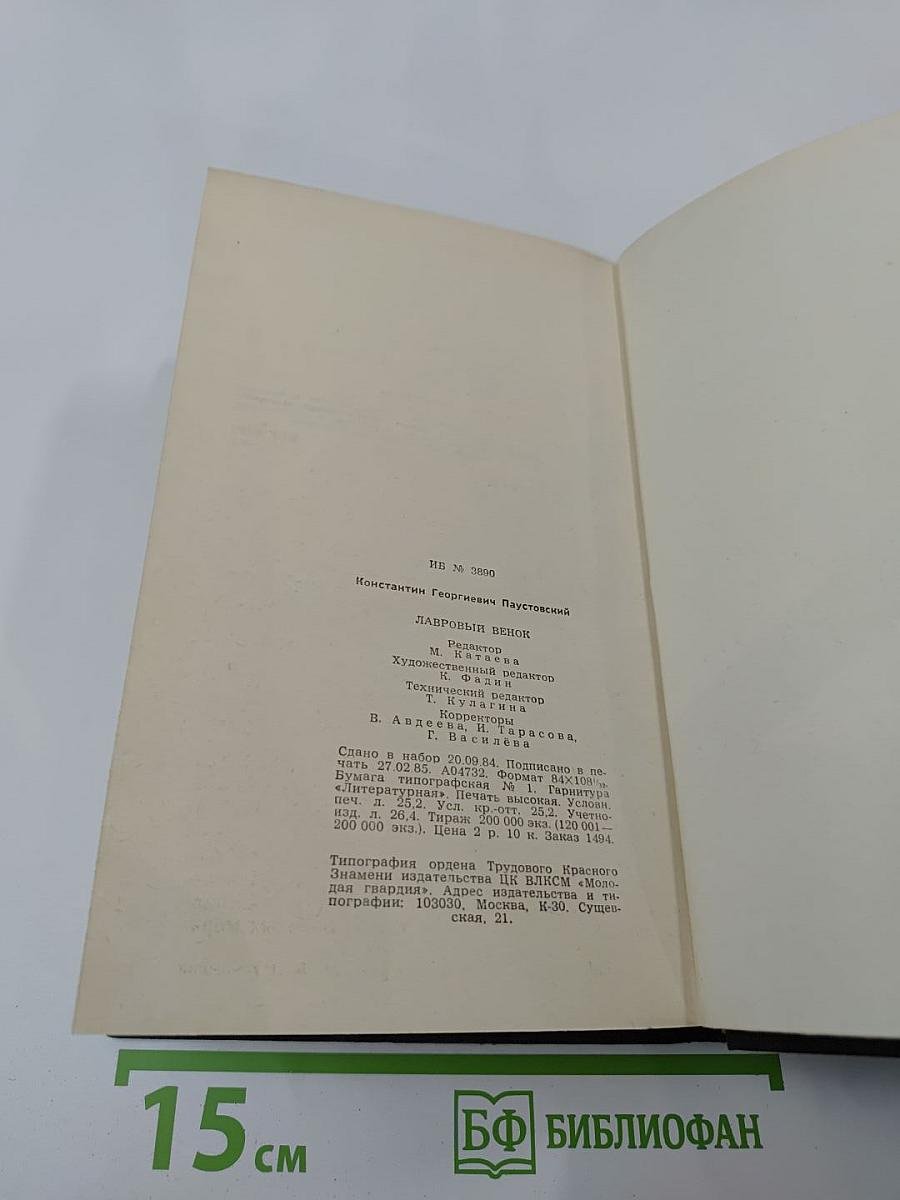 ИБ № 3890
Константин Георгиевич Паустовский
ЛАВРОВЫЙ ВЕНОК
Редактор
М. Катаева
Художественный редактор
К. Фадин
Технический редактор
Т. Кулагина
Корректоры
В. Авдеева, И. Тарасова,
Г. Василёва
Сдано в набор 20.09.84. Подписано в пе-
чать 27.02.85. А04732. Формат 84×108¹/₃₂.
Бумага типографская № 1. Гарнитура
«Литературная». Печать высокая. Условн.
печ. л. 25,2. Усл. кр.-отт. 25,2. Учетно-
изд. л. 26,4. Тираж 200 000 экз. (120 001—
200 000 экз.). Цена 2 р. 10 к. Заказ 1494.
Типография ордена Трудового Красного
Знамени издательства ЦК ВЛКСМ «Моло-
дая гвардия». Адрес издательства и ти-
пографии: 103030, Москва, К-30, Сущев-
ская, 21.
15 см
БФ БИБЛИОФАН